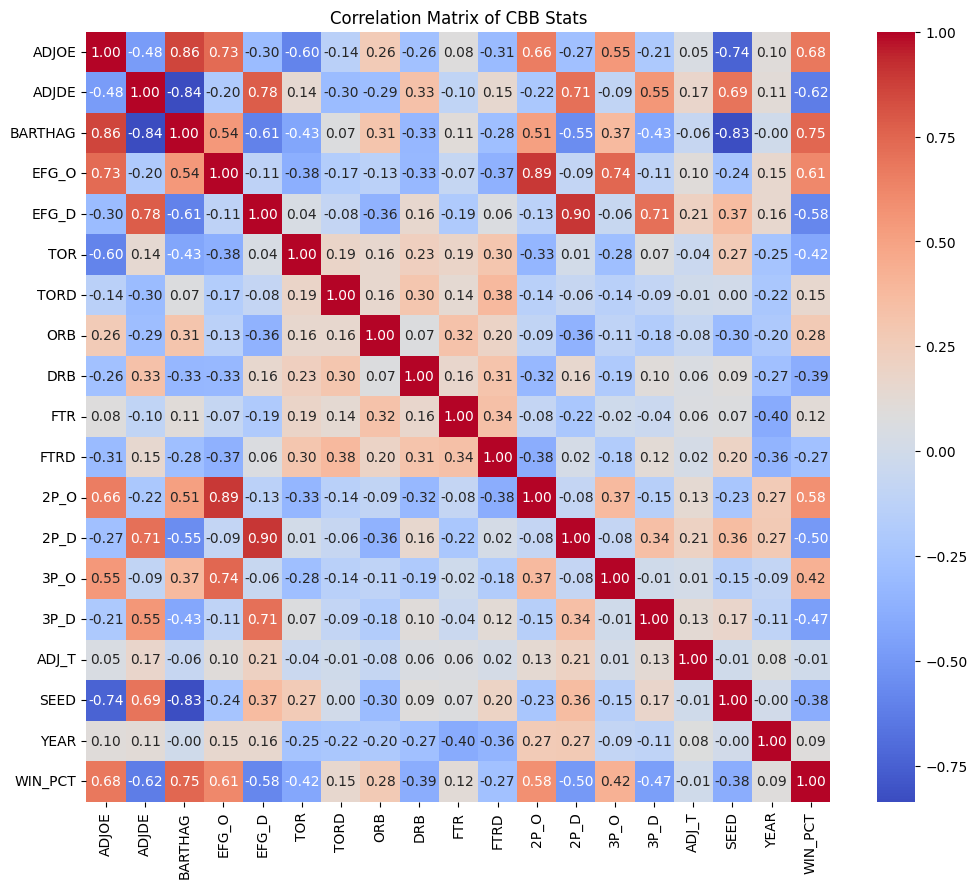 Correlation Matrix of CBB Stats
ADJOE 1.00 -0.48 0.86 0.73 -0.30 -0.60 -0.14 0.26 -0.26 0.08 -0.31 0.66 -0.27 0.55 -0.21 0.05 -0.74 0.10 0.68
ADJDE -0.48 1.00 -0.84 -0.20 0.78 0.14 -0.30 -0.29 0.33 -0.10 0.15 -0.22 0.71 -0.09 0.55 0.17 0.69 0.11 -0.62
BARTHAG 0.86 -0.84 1.00 0.54 -0.61 -0.43 0.07 0.31 -0.33 0.11 -0.28 0.51 -0.55 0.37 -0.43 -0.06 -0.83 -0.00 0.75
EFG_O 0.73 -0.20 0.54 1.00 -0.11 -0.38 -0.17 -0.13 -0.33 -0.07 -0.37 0.89 -0.09 0.74 -0.11 0.10 -0.24 0.15 0.61
EFG_D -0.30 0.78 -0.61 -0.11 1.00 0.04 -0.08 -0.36 0.16 -0.19 0.06 -0.13 0.90 -0.06 0.71 0.21 0.37 0.16 -0.58
TOR -0.60 0.14 -0.43 -0.38 0.04 1.00 0.19 0.16 0.23 0.19 0.30 -0.33 0.01 -0.28 0.07 -0.04 0.27 -0.25 -0.42
TORD -0.14 -0.30 0.07 -0.17 -0.08 0.19 1.00 0.16 0.30 0.14 0.38 -0.14 -0.06 -0.14 -0.09 -0.01 0.00 -0.22 0.15
ORB 0.26 -0.29 0.31 -0.13 -0.36 0.16 0.16 1.00 0.07 0.32 0.20 -0.09 -0.36 -0.11 -0.18 -0.08 -0.30 -0.20 0.28
DRB -0.26 0.33 -0.33 -0.33 0.16 0.23 0.30 0.07 1.00 0.16 0.31 -0.32 0.16 -0.19 0.10 0.06 0.09 -0.27 -0.39
FTR 0.08 -0.10 0.11 -0.07 -0.19 0.19 0.14 0.32 0.16 1.00 0.34 -0.08 -0.22 -0.02 -0.04 0.06 0.07 -0.40 0.12
FTRD -0.31 0.15 -0.28 -0.37 0.06 0.30 0.38 0.20 0.31 0.34 1.00 -0.38 0.02 -0.18 0.12 0.02 0.20 -0.36 -0.27
2P_O 0.66 -0.22 0.51 0.89 -0.13 -0.33 -0.14 -0.09 -0.32 -0.08 -0.38 1.00 -0.08 0.37 -0.15 0.13 -0.23 0.27 0.58
2P_D -0.27 0.71 -0.55 -0.09 0.90 0.01 -0.06 -0.36 0.16 -0.22 0.02 -0.08 1.00 -0.08 0.34 0.21 0.36 0.27 -0.50
3P_O 0.55 -0.09 0.37 0.74 -0.06 -0.28 -0.14 -0.11 -0.19 -0.02 -0.18 0.37 -0.08 1.00 -0.01 0.01 -0.15 -0.09 0.42
3P_D -0.21 0.55 -0.43 -0.11 0.71 0.07 -0.09 -0.18 0.10 -0.04 0.12 -0.15 0.34 -0.01 1.00 0.13 0.17 -0.11 -0.47
ADJ_T 0.05 0.17 -0.06 0.10 0.21 -0.04 -0.01 -0.08 0.06 0.06 0.02 0.13 0.21 0.01 0.13 1.00 -0.01 0.08 -0.01
SEED -0.74 0.69 -0.83 -0.24 0.37 0.27 0.00 -0.30 0.09 0.07 0.20 -0.23 0.36 -0.15 0.17 -0.01 1.00 -0.00 -0.38
YEAR 0.10 0.11 -0.00 0.15 0.16 -0.25 -0.22 -0.20 -0.27 -0.40 -0.36 0.27 0.27 -0.09 -0.11 0.08 -0.00 1.00 0.09
WIN_PCT 0.68 -0.62 0.75 0.61 -0.58 -0.42 0.15 0.28 -0.39 0.12 -0.27 0.58 -0.50 0.42 -0.47 -0.01 -0.38 0.09 1.00
ADJOE ADJDE BARTHAG EFG_O EFG_D TOR TORD ORB DRB FTR FTRD 2P_O 2P_D 3P_O 3P_D ADJ_T SEED YEAR WIN_PCT
1.00
0.75
0.50
0.25
0.00
-0.25
-0.50
-0.75